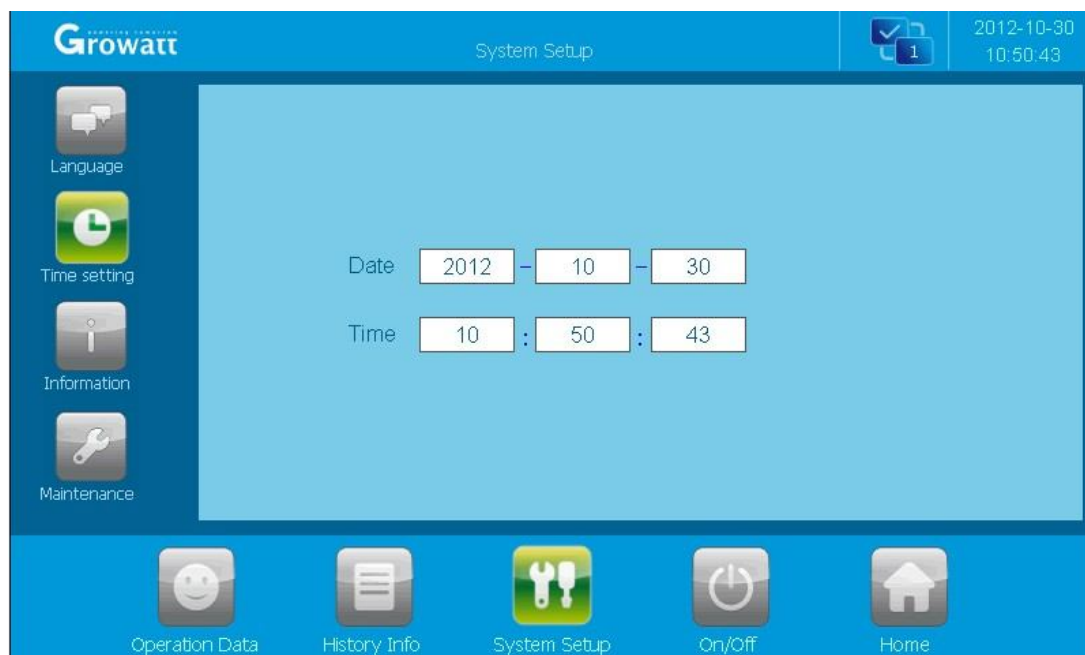 Growatt
System Setup
1
2012-10-30
10:50:43
Language
Time setting
Information
Maintenance
Date 2012 - 10 - 30
Time 10 : 50 : 43
Operation Data
History Info
System Setup
On/Off
Home